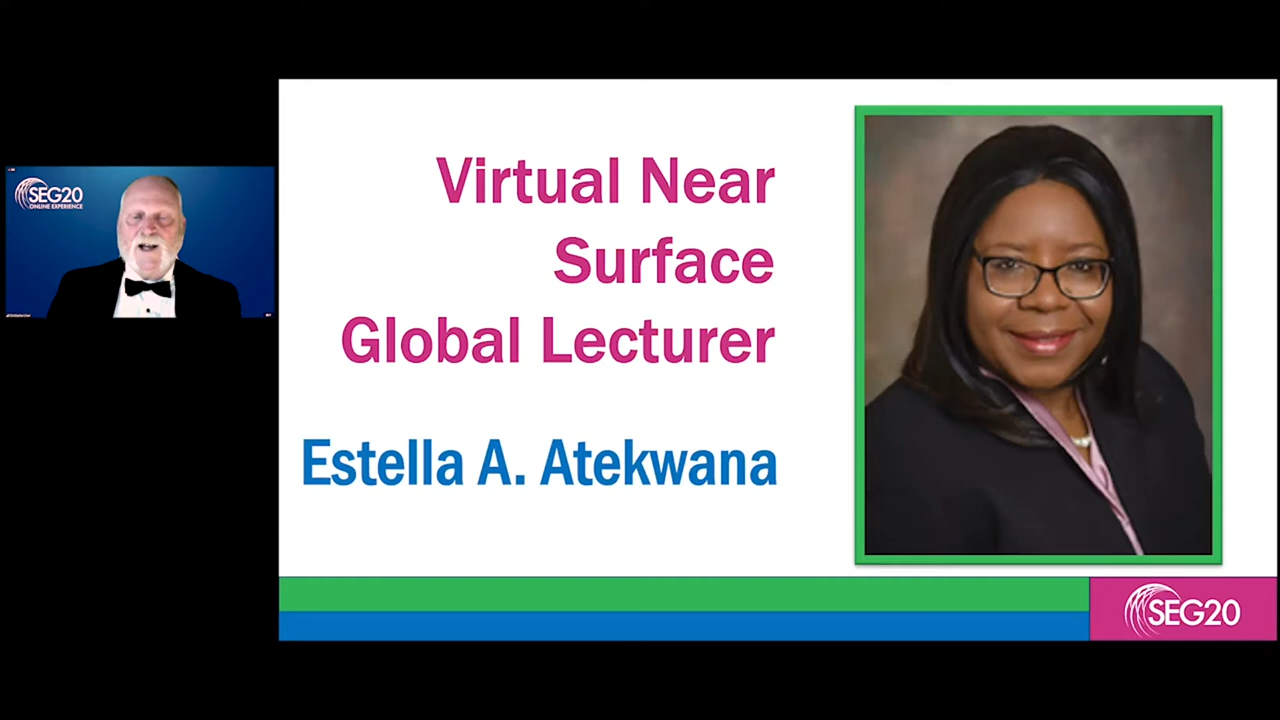 SEG20
ONLINE EXPERIENCE
Virtual Near
Surface
Global Lecturer
Estella A. Atekwana
SEG20